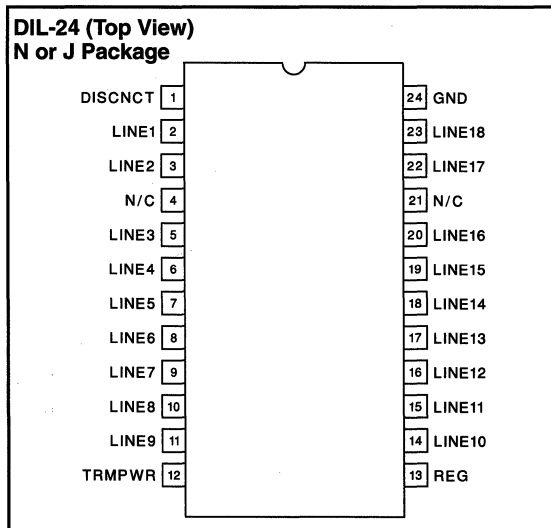 DIL-24 (Top View)
N or J Package
DISCNCT 1
LINE1 2
LINE2 3
N/C 4
LINE3 5
LINE4 6
LINE5 7
LINE6 8
LINE7 9
LINE8 10
LINE9 11
TRMPWR 12
24 GND
23 LINE18
22 LINE17
21 N/C
20 LINE16
19 LINE15
18 LINE14
17 LINE13
16 LINE12
15 LINE11
14 LINE10
13 REG